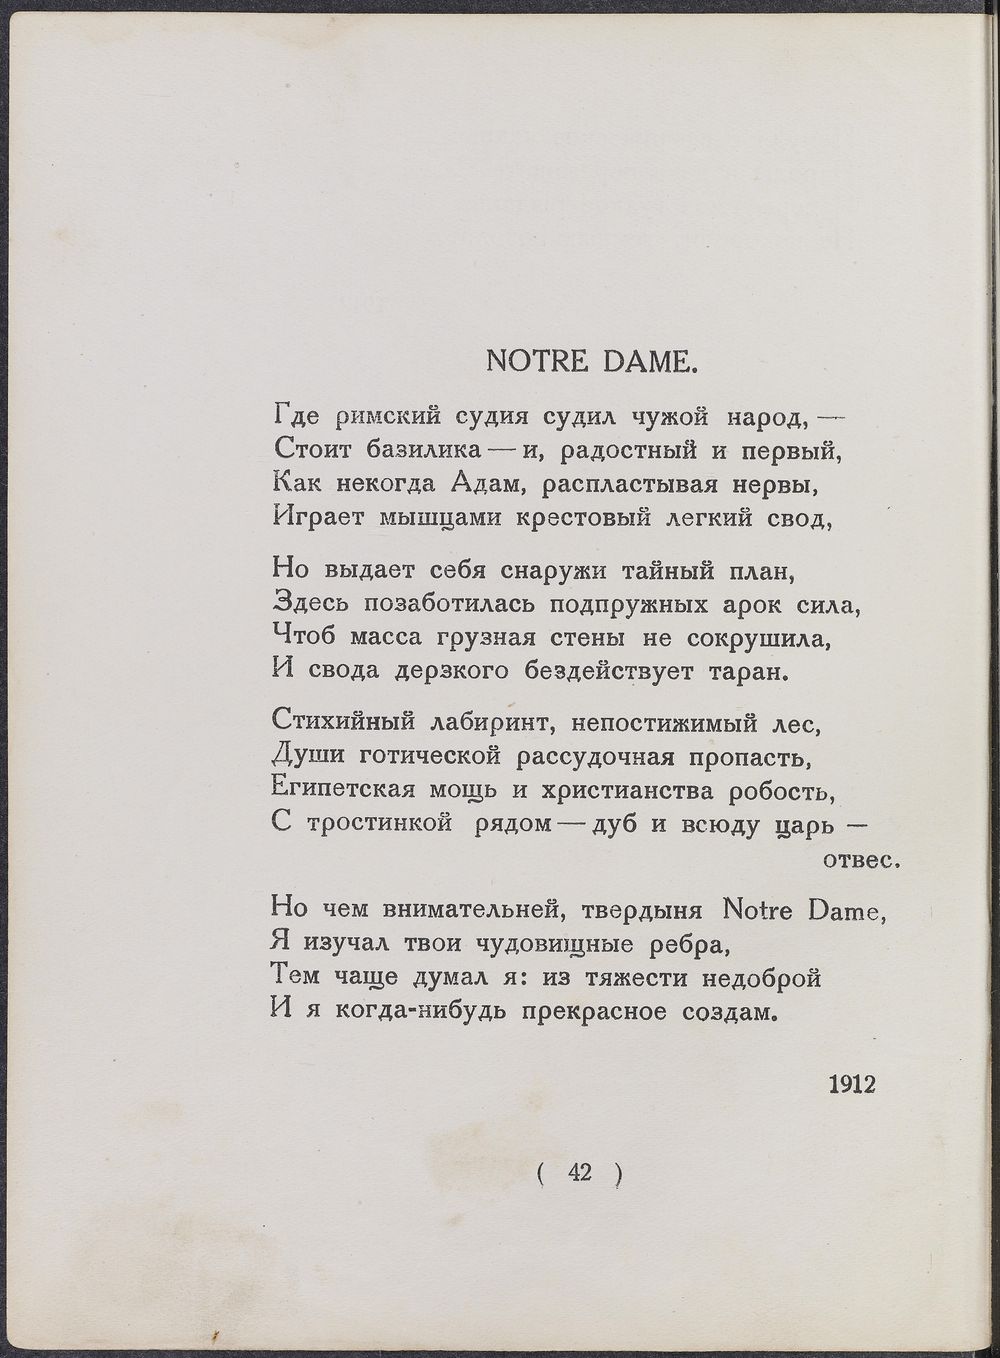 NOTRE DAME.
Где римский судия судил чужой народ, —
Стоит базилика — и, радостный и первый,
Как некогда Адам, распластывая нервы,
Играет мышцами крестовый легкий свод,
Но выдает себя снаружи тайный план,
Здесь позаботилась подпружных арок сила,
Чтоб масса грузная стены не сокрушила,
И свода дерзкого бездействует таран.
Стихийный лабиринт, непостижимый лес,
Души готической рассудочная пропасть,
Египетская мощь и христианства робость,
С тростинкой рядом — дуб и всюду царь —
отвес.
Но чем внимательней, твердыня Notre Dame,
Я изучал твои чудовищные ребра,
Тем чаще думал я: из тяжести недоброй
И я когда-нибудь прекрасное создам.
1912
( 42 )